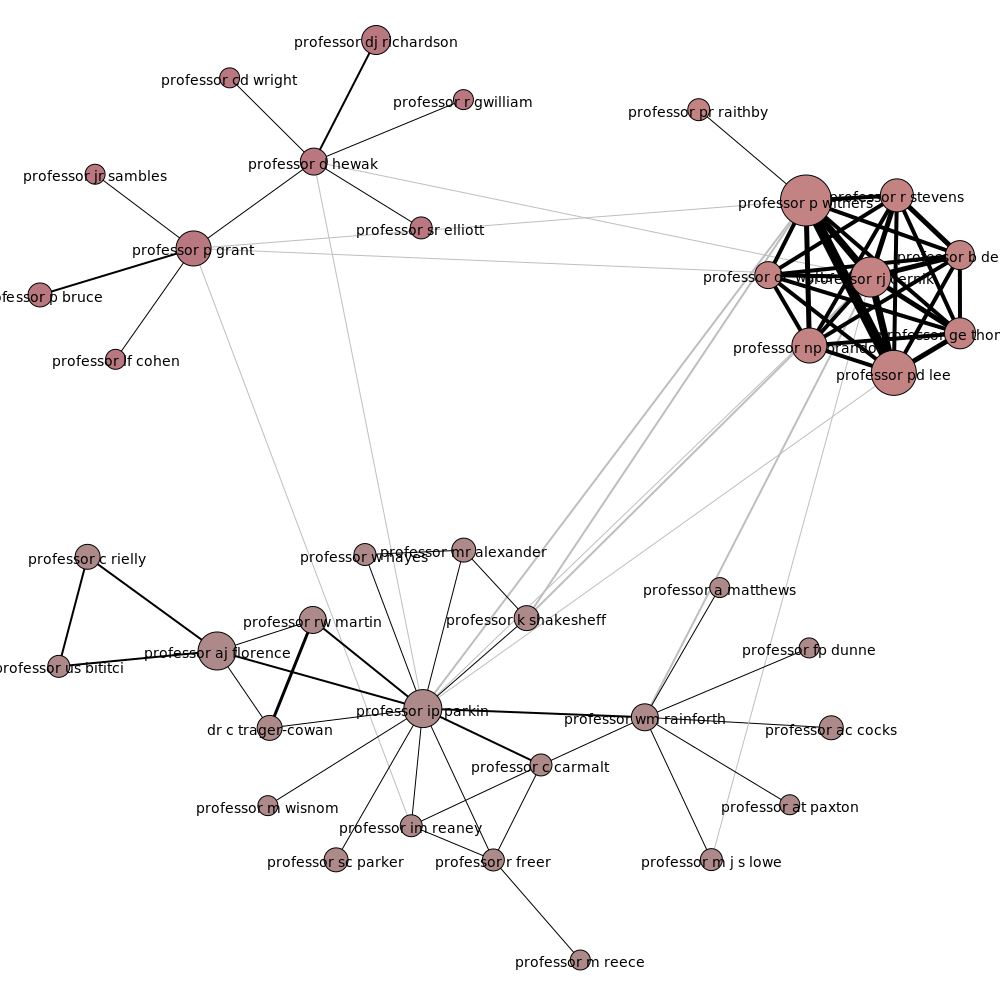 professor dj richardson
professor cd wright
professor r gwilliam
professor pr raithby
professor d hewak
professor jr sambles
professor p withers
professor r stevens
professor sr elliott
professor p grant
professor b de
professor rj cernik
professor d
fessor p bruce
professor ge thor
professor np brando
professor lf cohen
professor pd lee
professor mr alexander
professor w hayes
professor c rielly
professor a matthews
professor k shakesheff
professor rw martin
professor fp dunne
professor aj florence
professor us bititci
professor ip parkin
professor wm rainforth
dr c trager-cowan
professor ac cocks
professor c carmalt
professor m wisnom
professor at paxton
professor im reaney
professor sc parker
professor r freer
professor m j s lowe
professor m reece